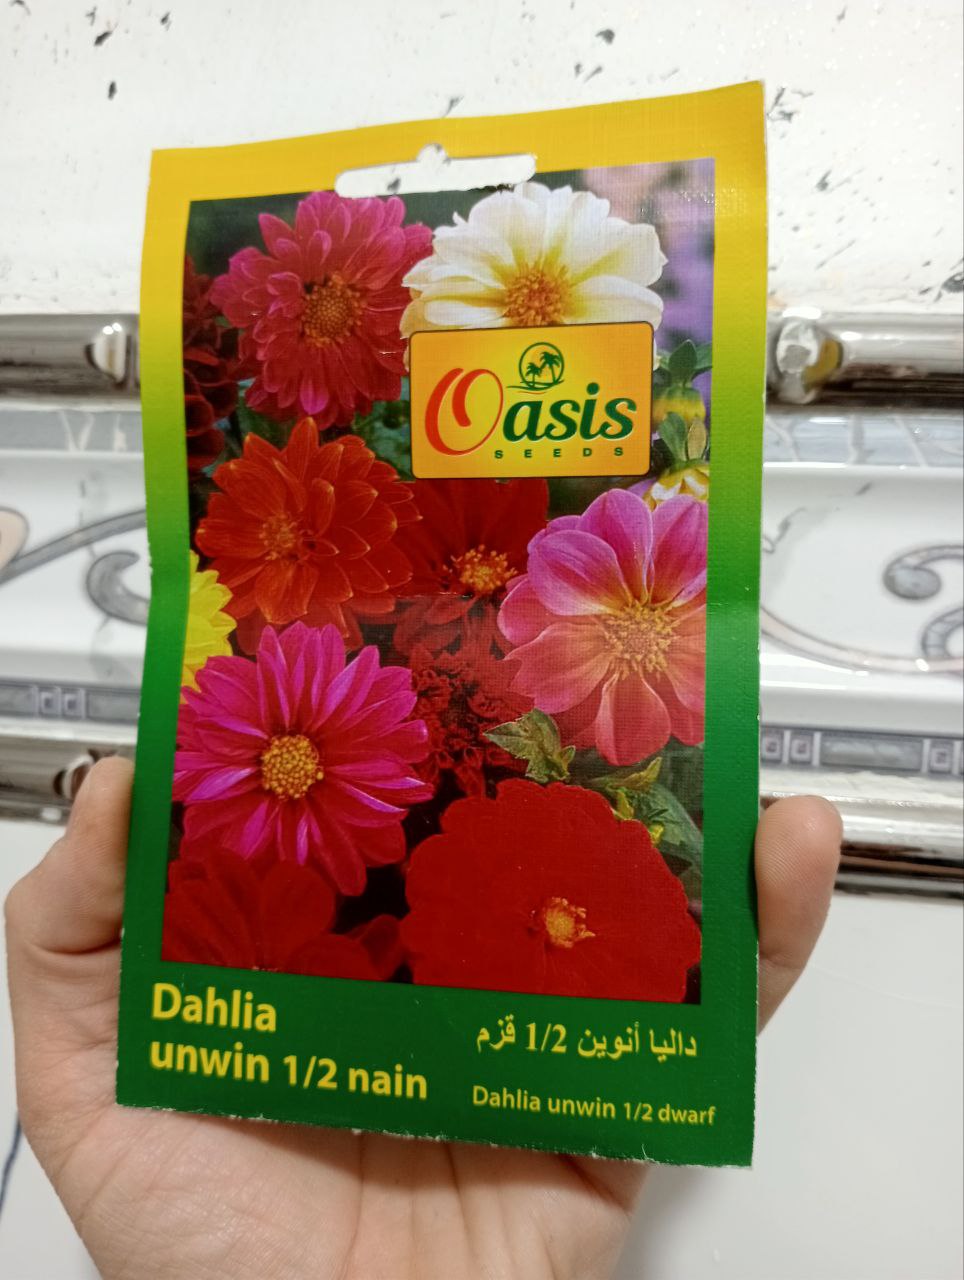 Oasis
SEEDS
Dahlia
unwin 1/2 nain
داليا أنوين 1/2 قزم
Dahlia unwin 1/2 dwarf